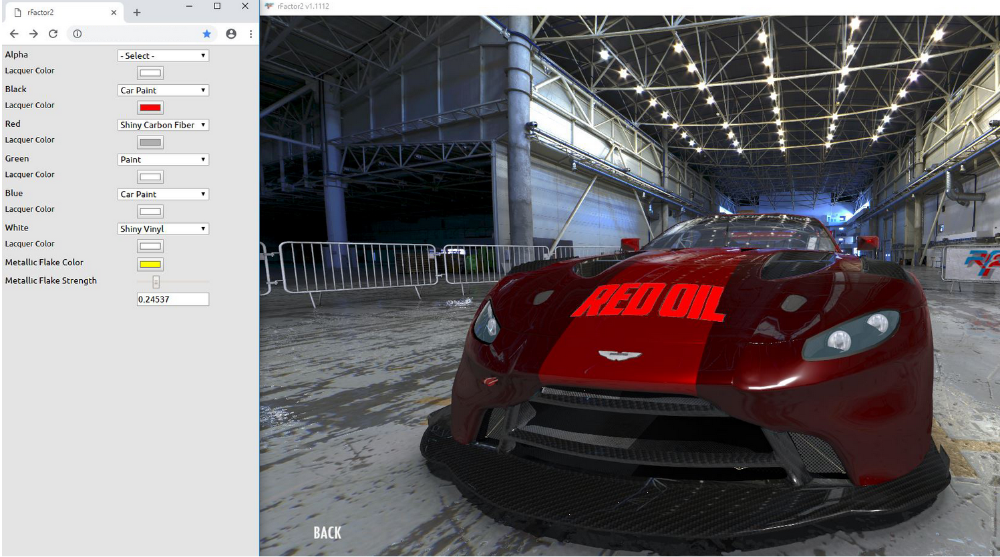 rFactor2
rFactor2 v1.1112
Alpha
- Select -
Lacquer Color
Black
Car Paint
Lacquer Color
Red
Shiny Carbon Fiber
Lacquer Color
Green
Paint
Lacquer Color
Blue
Car Paint
Lacquer Color
White
Shiny Vinyl
Lacquer Color
Metallic Flake Color
Metallic Flake Strength
0.24537
RED OIL
BACK